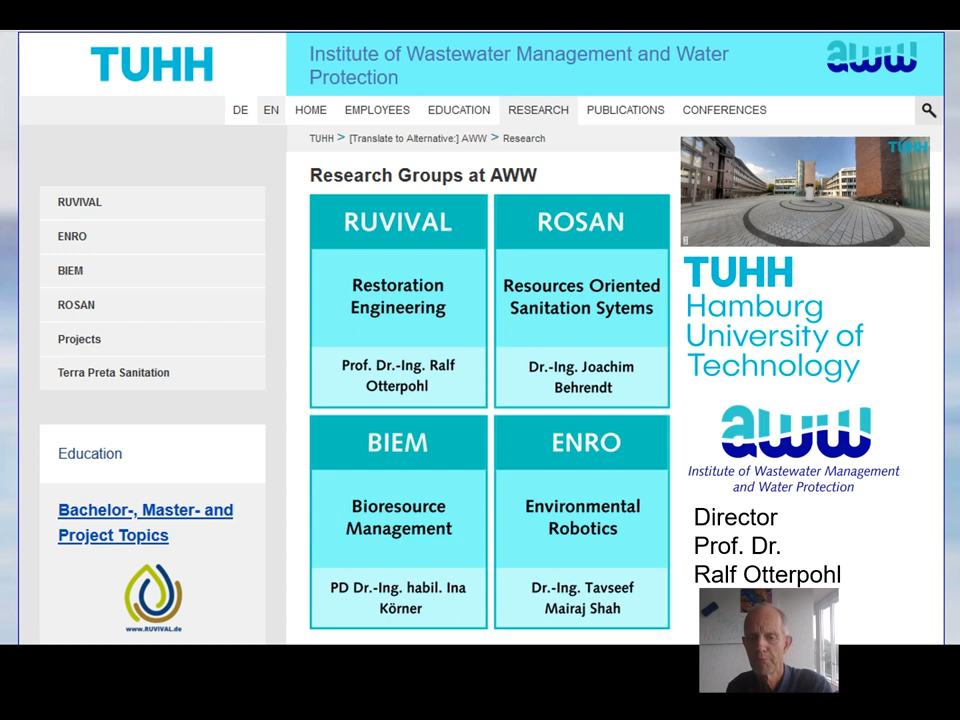 TUHH
Institute of Wastewater Management and Water
Protection
aww
DE EN HOME EMPLOYEES EDUCATION RESEARCH PUBLICATIONS CONFERENCES
TUHH > [Translate to Alternative:] AWW > Research
RUVIVAL
ENRO
BIEM
ROSAN
Projects
Terra Preta Sanitation
Education
Bachelor-, Master- and
Project Topics
www.RUVIVAL.de
Research Groups at AWW
RUVIVAL
Restoration
Engineering
Prof. Dr.-Ing. Ralf
Otterpohl
ROSAN
Resources Oriented
Sanitation Sytems
Dr.-Ing. Joachim
Behrendt
BIEM
Bioresource
Management
PD Dr.-Ing. habil. Ina
Körner
ENRO
Environmental
Robotics
Dr.-Ing. Tavseef
Mairaj Shah
TUHH
TUHH
Hamburg
University of
Technology
aww
Institute of Wastewater Management
and Water Protection
Director
Prof. Dr.
Ralf Otterpohl